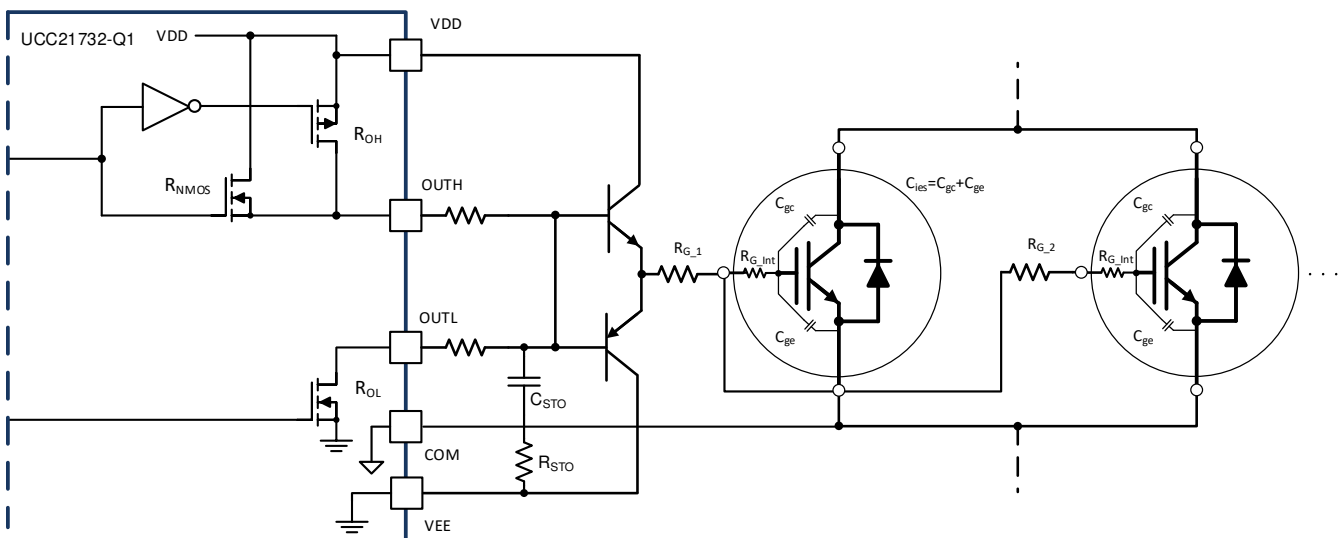 VDD
UCC21732-Q1
VDD
R_OH
R_NMOS
OUTH
OUTL
R_OL
C_STO
R_STO
COM
VEE
R_G_1
R_G_Int
C_gc
C_ge
C_ies=C_gc+C_ge
R_G_2
R_G_Int
C_gc
C_ge
. . .